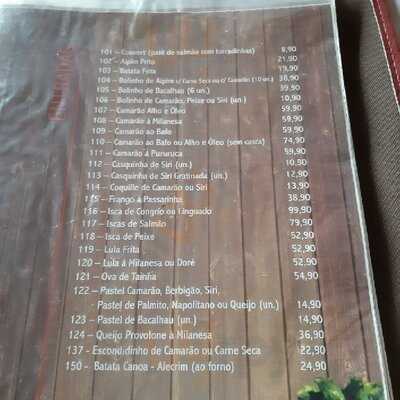 101 - Couvert (patê de salmão com torradinhas) 8,90
102 - Aipim Frito 21,90
103 - Batata Frita 19,90
104 - Bolinho de Aipim c/ Carne Seca ou c/ Camarão (10 un.) 38,90
105 - Bolinho de Bacalhau (6 un.) 39,90
106 - Bolinho de Camarão, Peixe ou Siri (un.) 10,90
107 - Camarão Alho e Óleo 59,90
108 - Camarão à Milanesa 59,90
109 - Camarão ao Bafo 59,90
110 - Camarão ao Bafo ou Alho e Óleo (sem casca) 74,90
111 - Camarão à Pururuca 59,90
112 - Casquinha de Siri (un.) 10,90
113 - Casquinha de Siri Gratinada (un.) 12,90
114 - Coquille de Camarão ou Siri 13,90
115 - Frango à Passarinha 38,90
116 - Isca de Congrio ou Linguado 99,90
117 - Iscas de Salmão 79,90
118 - Isca de Peixe 52,90
119 - Lula Frita 52,90
120 - Lula à Milanesa ou Doré 52,90
121 - Ova de Tainha 54,90
122 - Pastel Camarão, Berbigão, Siri,
- Pastel de Palmito, Napolitano ou Queijo (un.) 14,90
123 - Pastel de Bacalhau (un.) 14,90
124 - Queijo Provolone à Milanesa 36,90
137 - Escondidinho de Camarão ou Carne Seca 22,90
150 - Batata Canoa - Alecrim (ao forno) 24,90